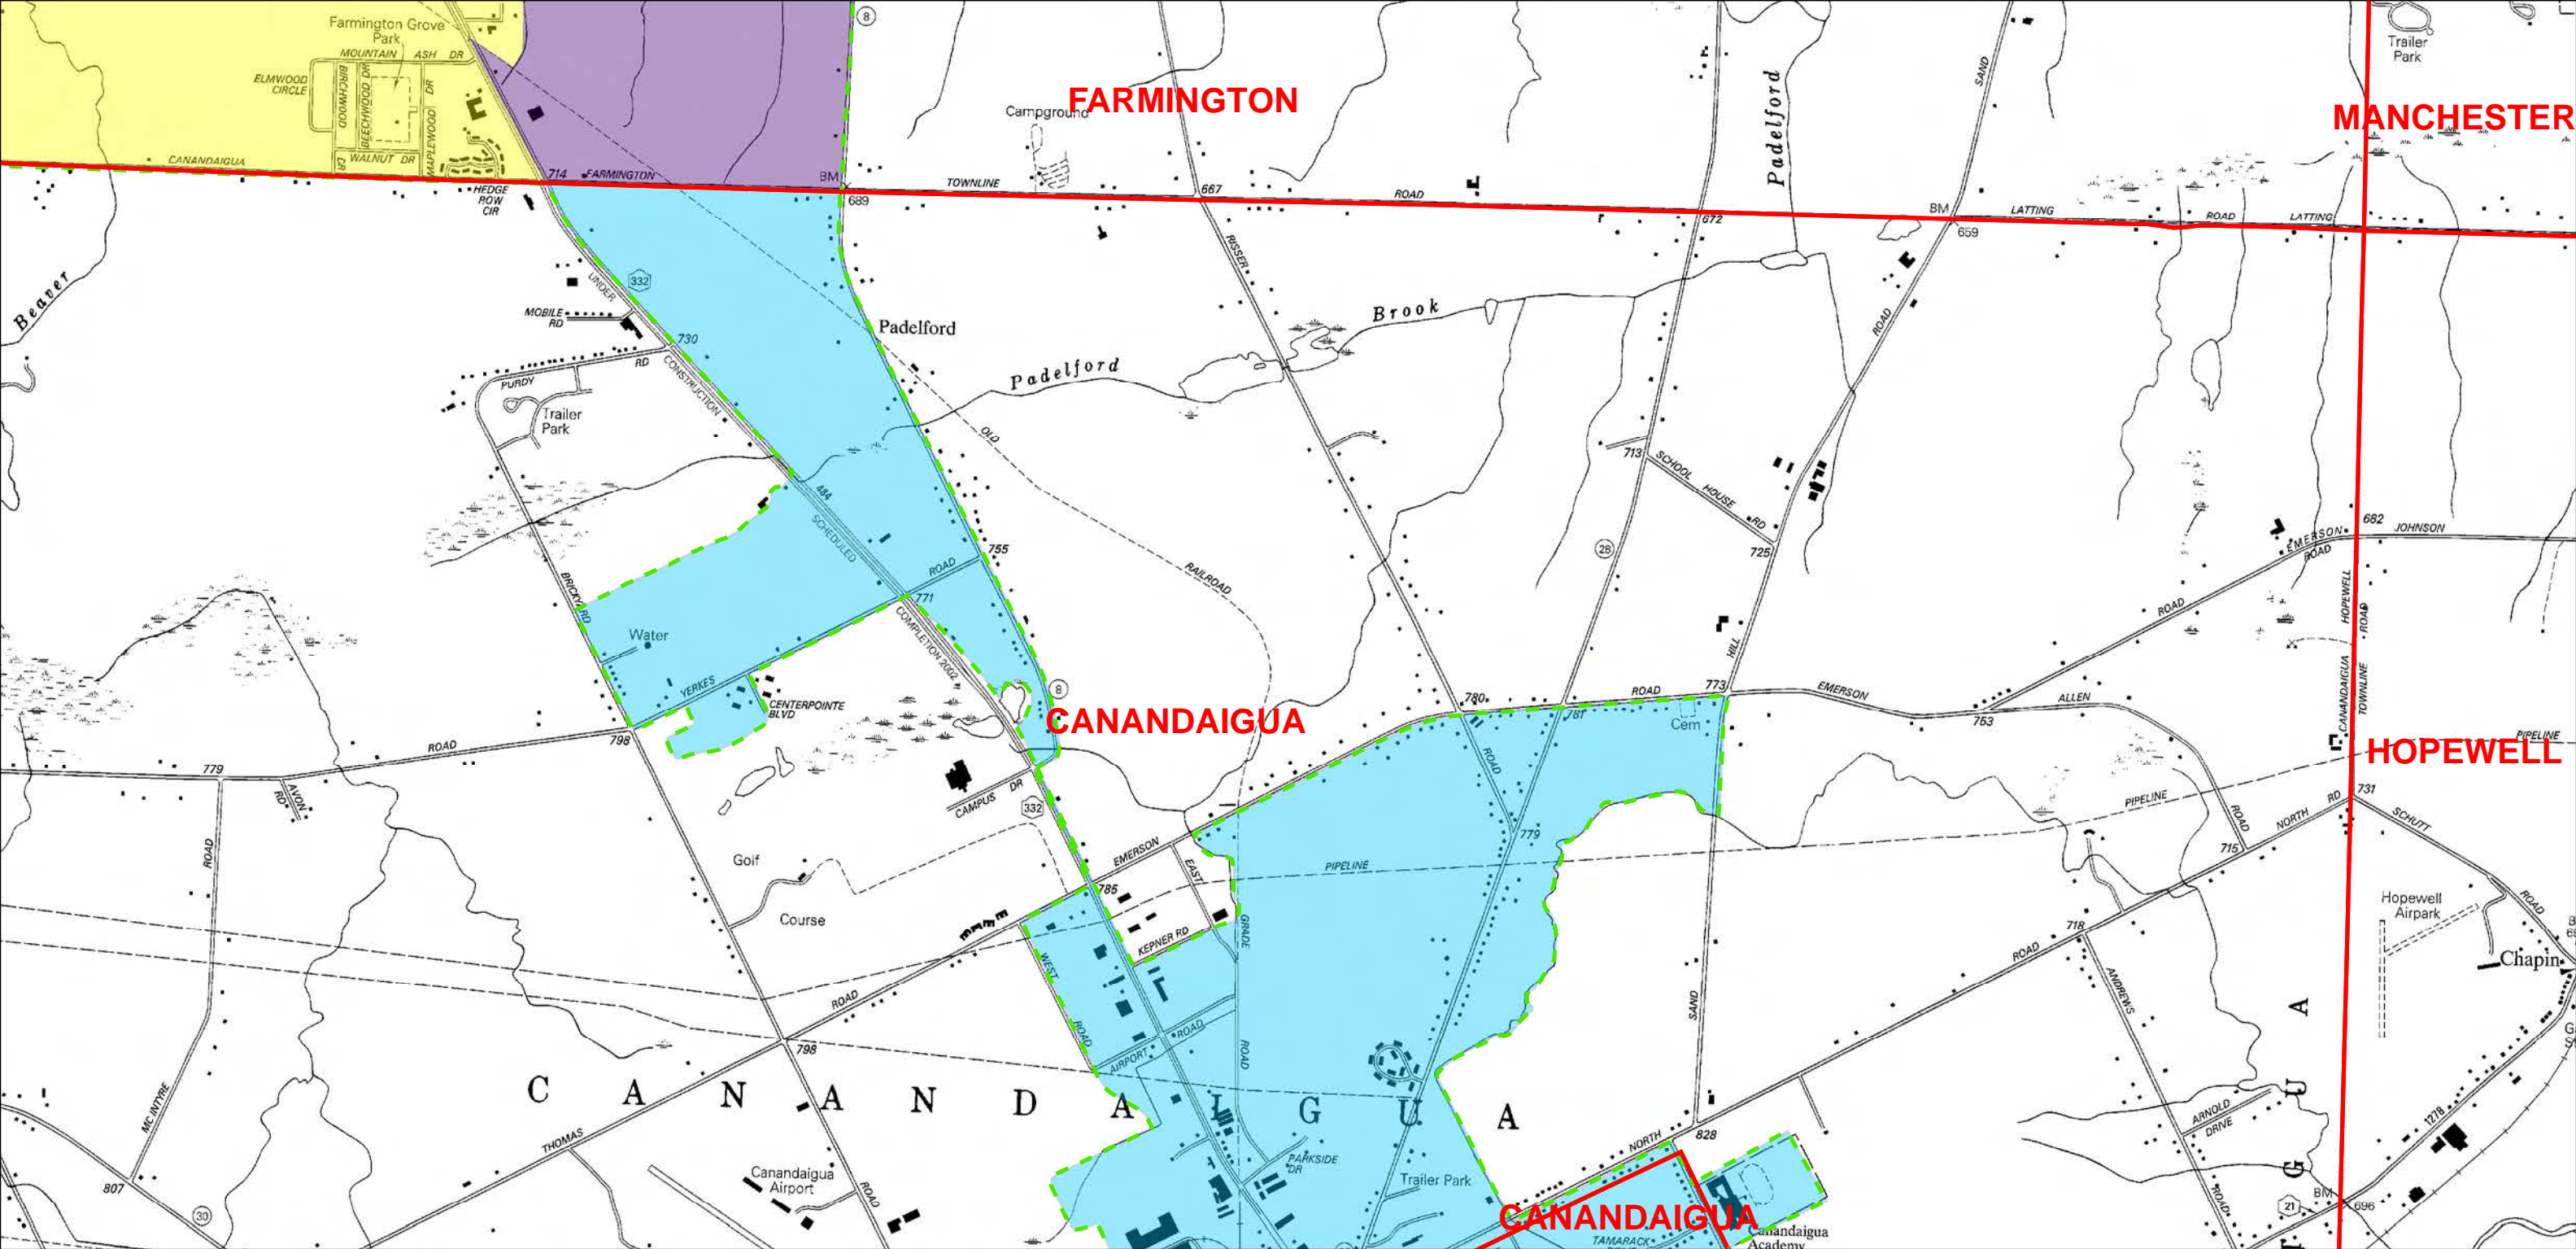 Farmington Grove
Park
MOUNTAIN ASH DR
ELMWOOD
CIRCLE
BIRCHWOOD
DR
BEECHWOOD DR
MAPLEWOOD DR
WALNUT DR
8
Campground
FARMINGTON
Padelford
SAND
Trailer
Park
MANCHESTER
CANANDAIGUA
714
FARMINGTON
BM
689
TOWNLINE
667
ROAD
672
BM
659
LATTING
ROAD
LATTING
HEDGE
ROW
CIR
Beaver
LINDER
332
MOBILE
RD
730
PURDY
RD
Trailer
Park
CONSTRUCTION
Padelford
RISSER
Padelford
Brook
ROAD
OLD
RAILROAD
484
SCHEDULED
755
ROAD
771
COMPLETION 2002
713
SCHOOL
HOUSE
RD
725
28
682
EMERSON
ROAD
JOHNSON
ROAD
HOPEWELL
ROAD
CANANDAIGUA
TOWNLINE
BRICKYRD
Water
YERKES
CENTERPOINTE
BLVD
798
ROAD
779
AVON
RD
ROAD
8
CANANDAIGUA
780
781
ROAD
773
HILL
Cem
EMERSON
753
ALLEN
PIPELINE
HOPEWELL
731
SCHUTT
ROAD
CAMPUS DR
332
Golf
Course
EMERSON
785
EAST
KEPNER RD
GRADE
ROAD
PIPELINE
ROAD
779
PIPELINE
ROAD
NORTH RD
715
718
ROAD
Hopewell
Airpark
Chapin
WEST
ROAD
ROAD
AIRPORT
ROAD
798
SAND
ANDREWS
ROAD
MC INTYRE
807
30
THOMAS
C A N A N D A I G U A
Canandaigua
Airport
ROAD
PARKSIDE
DR
Trailer Park
NORTH
828
CANANDAIGUA
TAMARACK
Canandaigua
Academy
ARNOLD
DRIVE
1278
21
BM
696
G U A